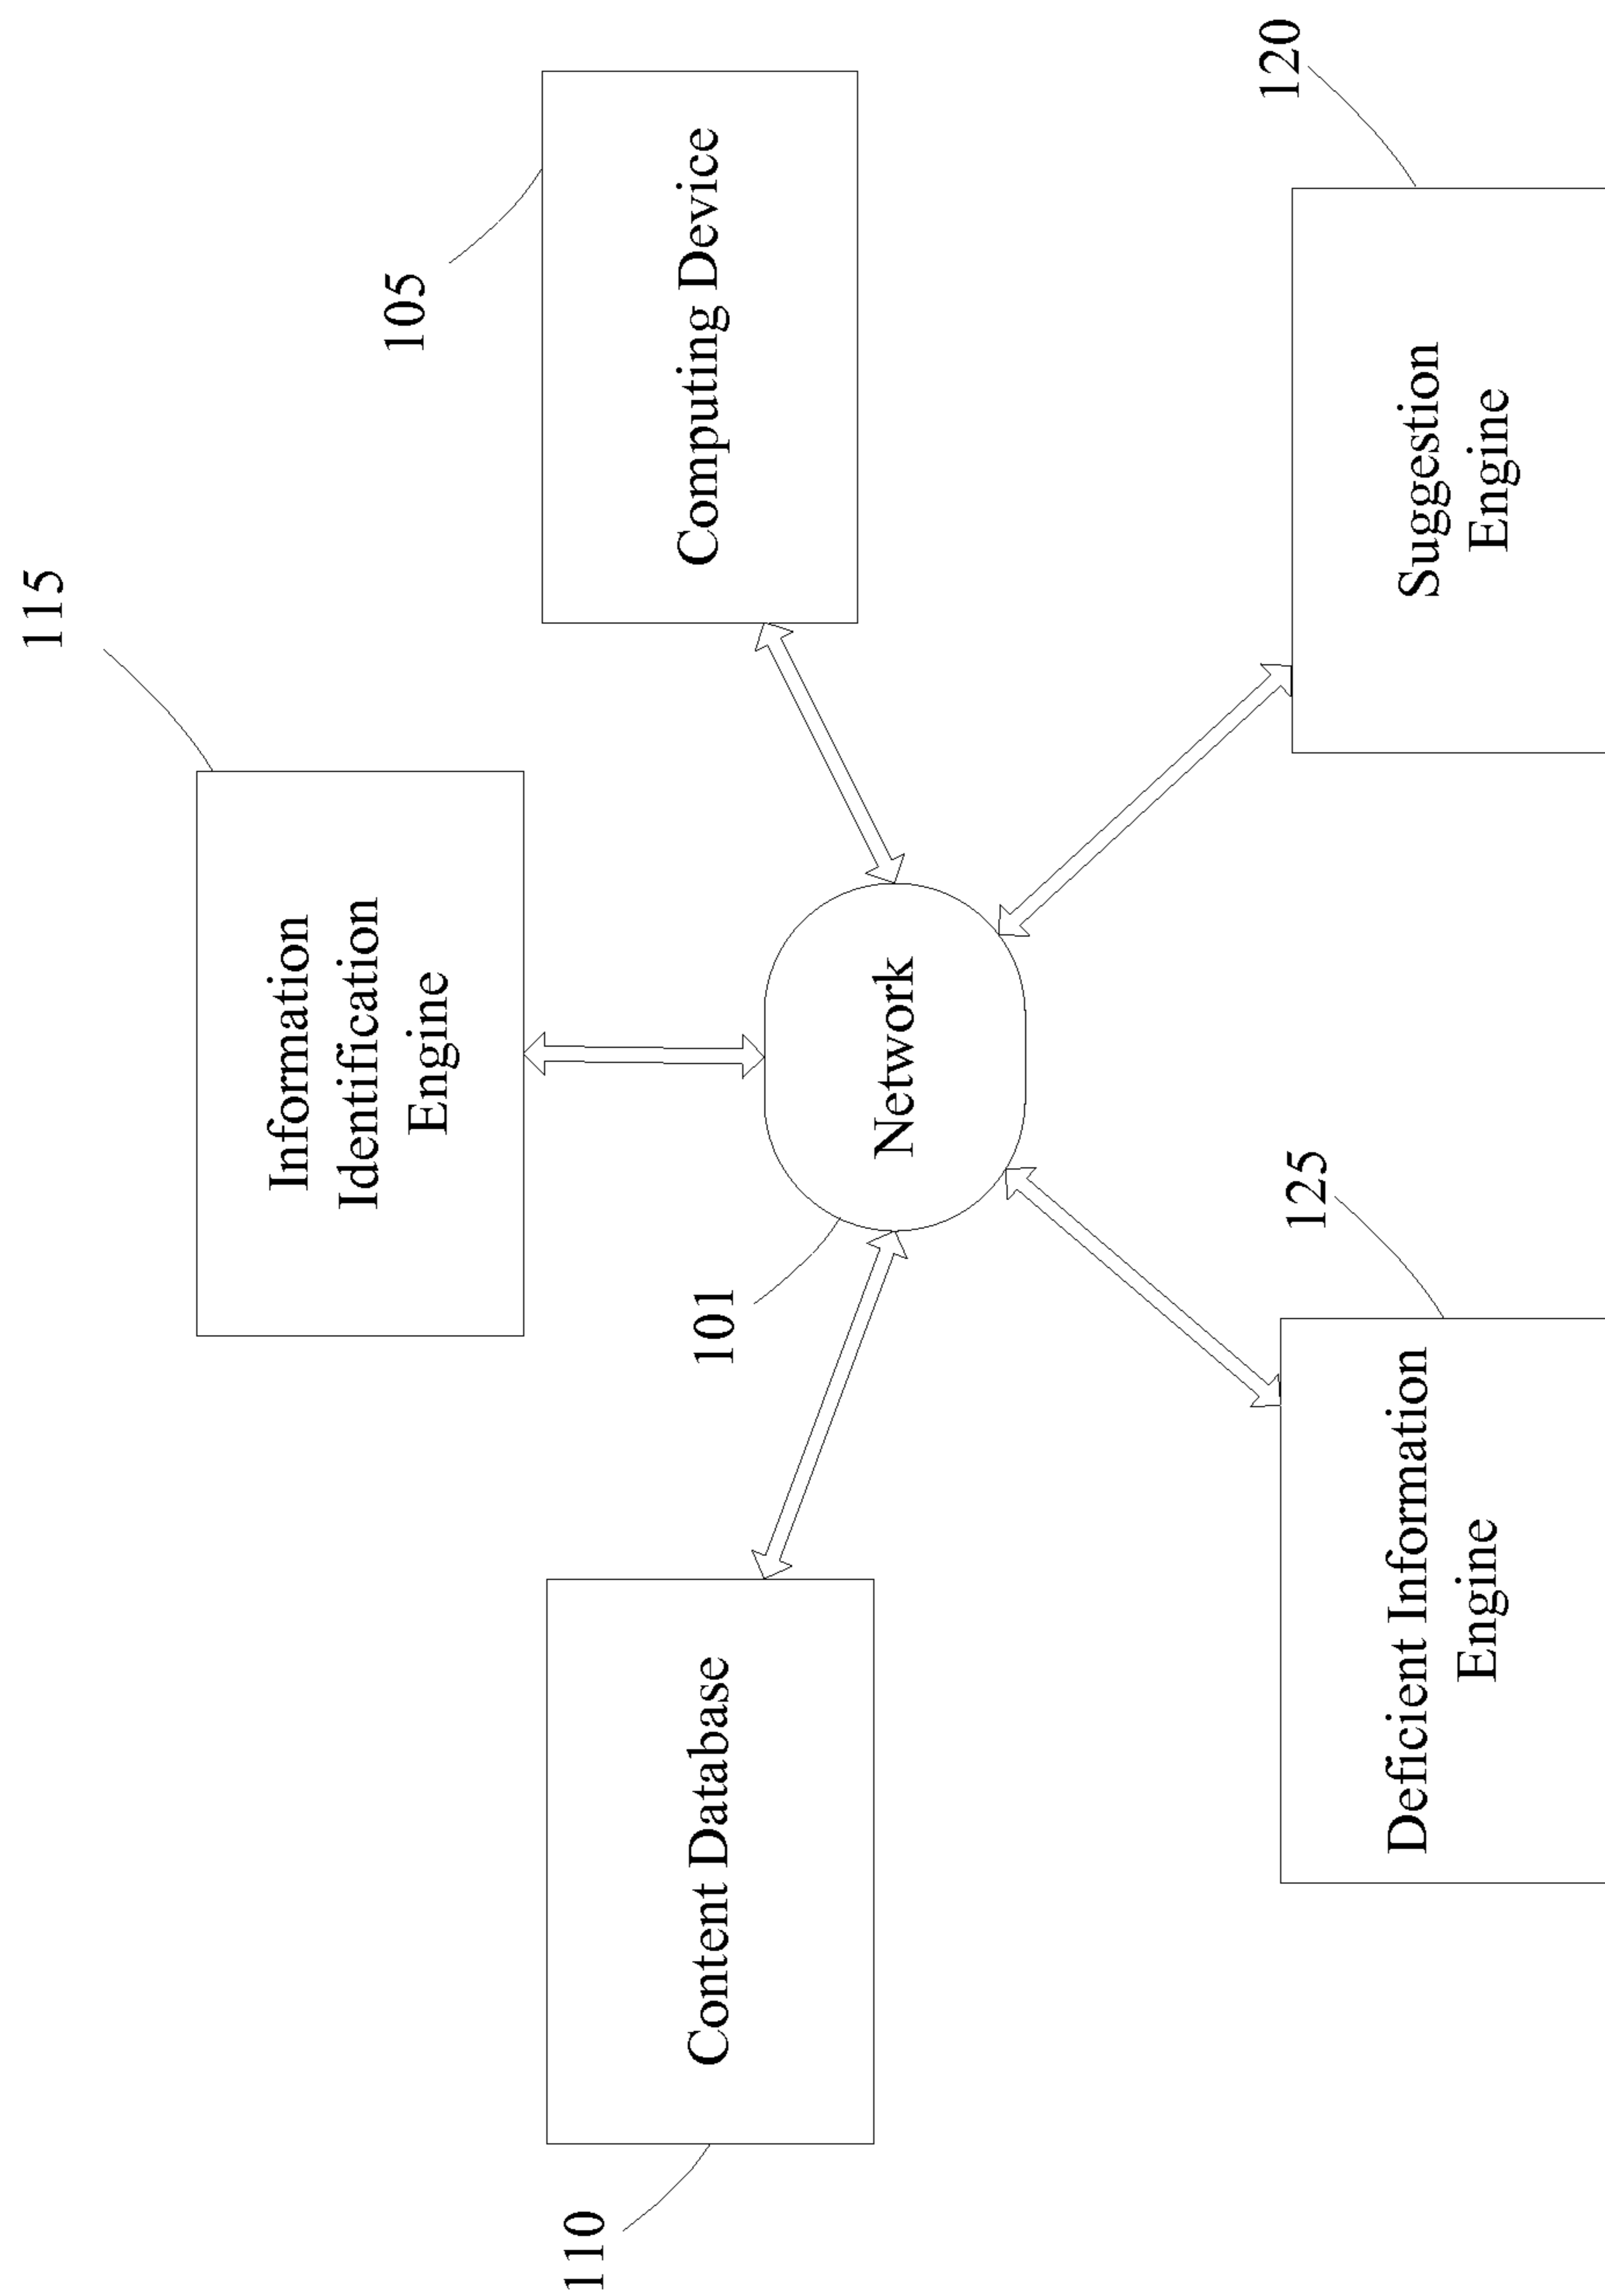 115
Information
Identification
Engine
110
Content Database
101
Network
105
Computing Device
125
Deficient Information
Engine
120
Suggestion
Engine